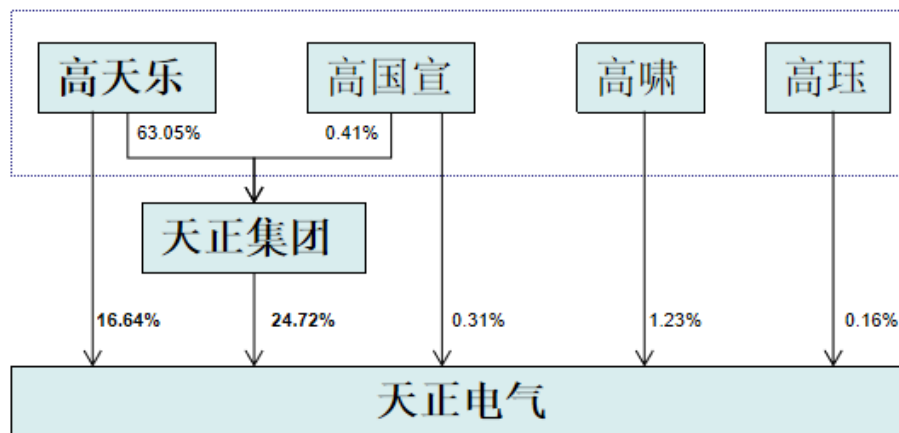 高天乐
高国宣
高啸
高珏
63.05%
0.41%
天正集团
16.64%
24.72%
0.31%
1.23%
0.16%
天正电气